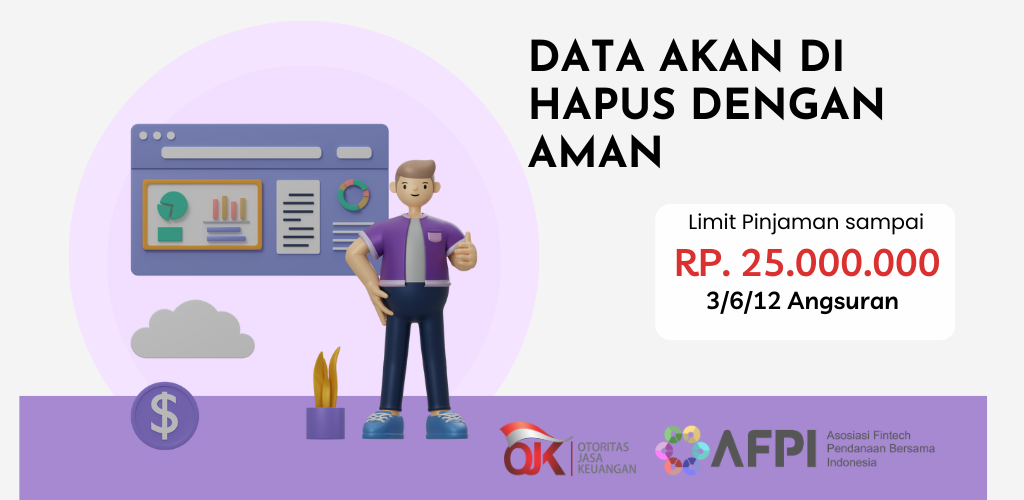 DATA AKAN DI
HAPUS DENGAN
AMAN
Limit Pinjaman sampai
RP. 25.000.000
3/6/12 Angsuran
$
OJK
OTORITAS
JASA
KEUANGAN
AFPI
Asosiasi Fintech
Pendanaan Bersama
Indonesia